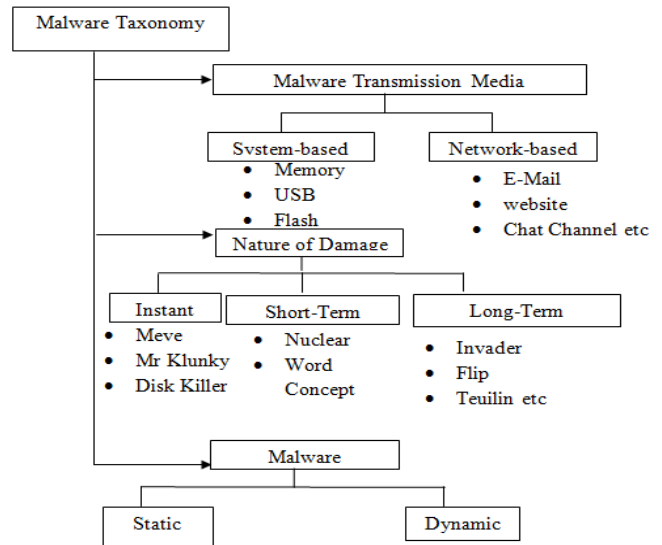 Malware Taxonomy
Malware Transmission Media
System-based
Network-based
• Memory
• USB
• Flash
• E-Mail
• website
• Chat Channel etc
Nature of Damage
Instant
Short-Term
Long-Term
• Meve
• Mr Klunky
• Disk Killer
• Nuclear
• Word
Concept
• Invader
• Flip
• Teuilin etc
Malware
Static
Dynamic